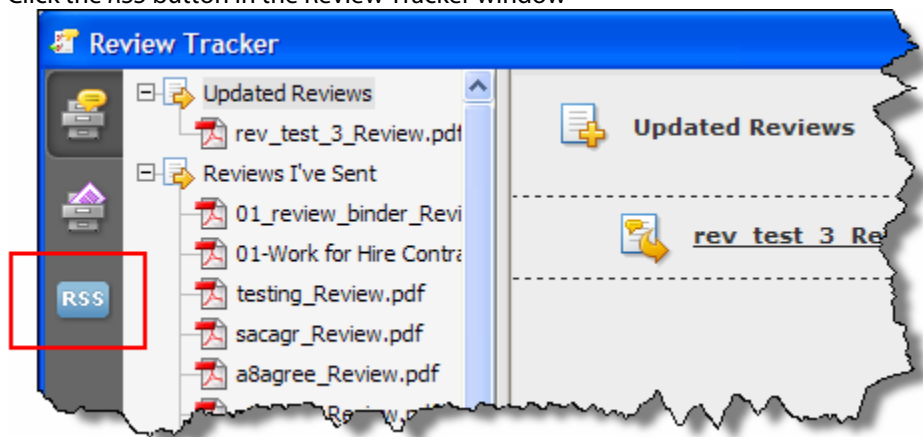 Click the RSS button in the Review Tracker window
Review Tracker
Updated Reviews
rev_test_3_Review.pdf
Reviews I've Sent
01_review_binder_Revi
01-Work for Hire Contra
testing_Review.pdf
sacagr_Review.pdf
a8agree_Review.pdf
RSS
Updated Reviews
rev_test_3_Re